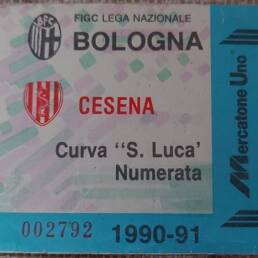 FIGC LEGA NAZIONALE
BOLOGNA
CESENA
Curva "S. Luca'
Numerata
002792
1990-91
Mercatone Uno